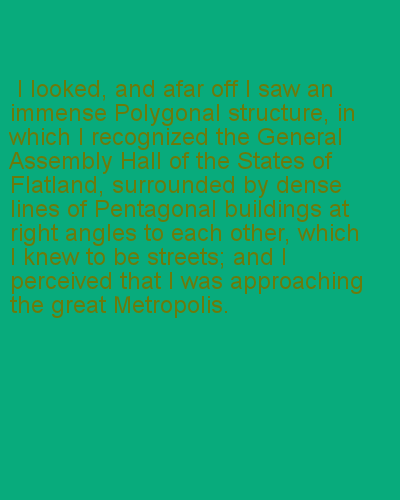 I looked, and afar off I saw an
immense Polygonal structure, in
which I recognized the General
Assembly Hall of the States of
Flatland, surrounded by dense
lines of Pentagonal buildings at
right angles to each other, which
I knew to be streets; and I
perceived that I was approaching
the great Metropolis.